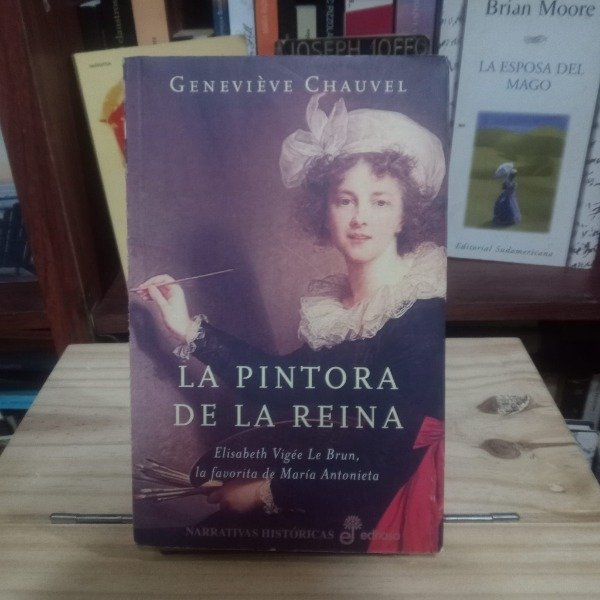 GENEVIÈVE CHAUVEL
LA PINTORA
DE LA REINA
Elisabeth Vigée Le Brun,
la favorita de María Antonieta
NARRATIVAS HISTÓRICAS
edhasa
JOSEPH JOFFO
Brian Moore
LA ESPOSA DEL
MAGO
Editorial Sudamericana